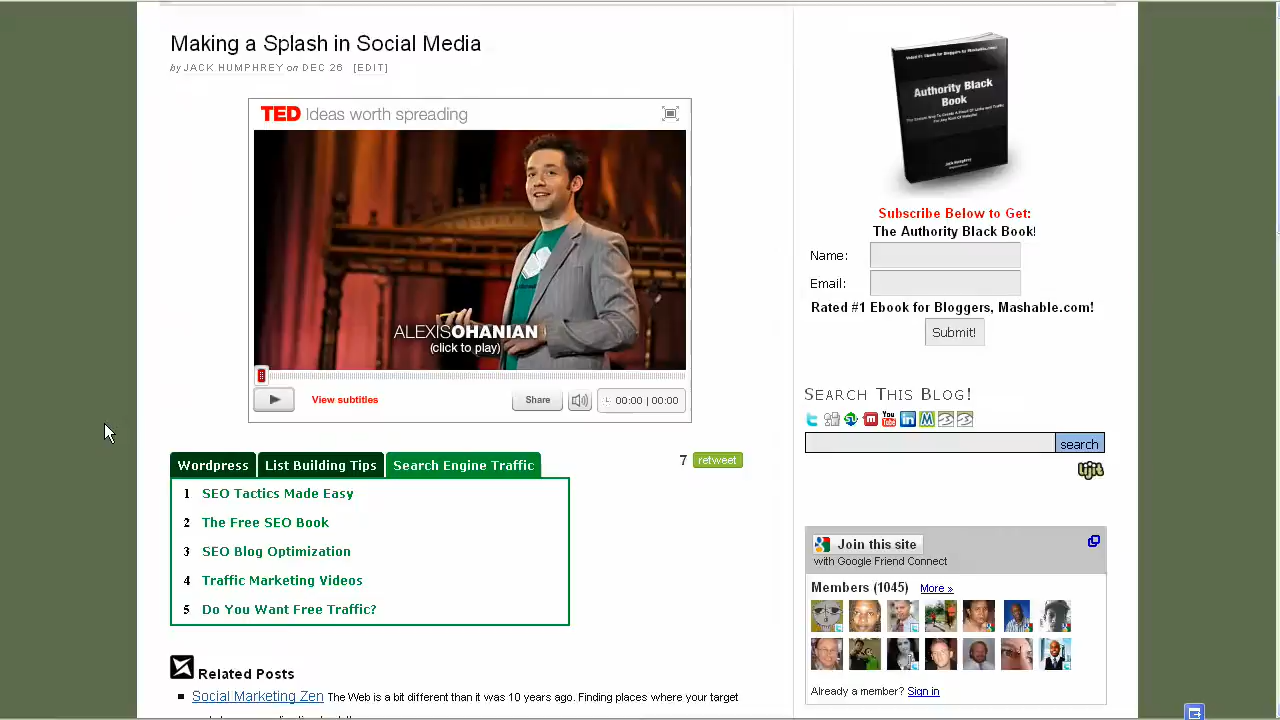 Making a Splash in Social Media
by JACK HUMPHREY on DEC 26 [EDIT]
TED Ideas worth spreading
ALEXISOHANIAN
(click to play)
View subtitles
Share
00:00 | 00:00
Wordpress
List Building Tips
Search Engine Traffic
7 retweet
1 SEO Tactics Made Easy
2 The Free SEO Book
3 SEO Blog Optimization
4 Traffic Marketing Videos
5 Do You Want Free Traffic?
Related Posts
Social Marketing Zen The Web is a bit different than it was 10 years ago. Finding places where your target
Authority Black
Book
Subscribe Below to Get:
The Authority Black Book!
Name:
Email:
Rated #1 Ebook for Bloggers, Mashable.com!
Submit!
SEARCH THIS BLOG!
You
Tube
in
M
search
lijit
Join this site
with Google Friend Connect
Members (1045) More »
Already a member? Sign in